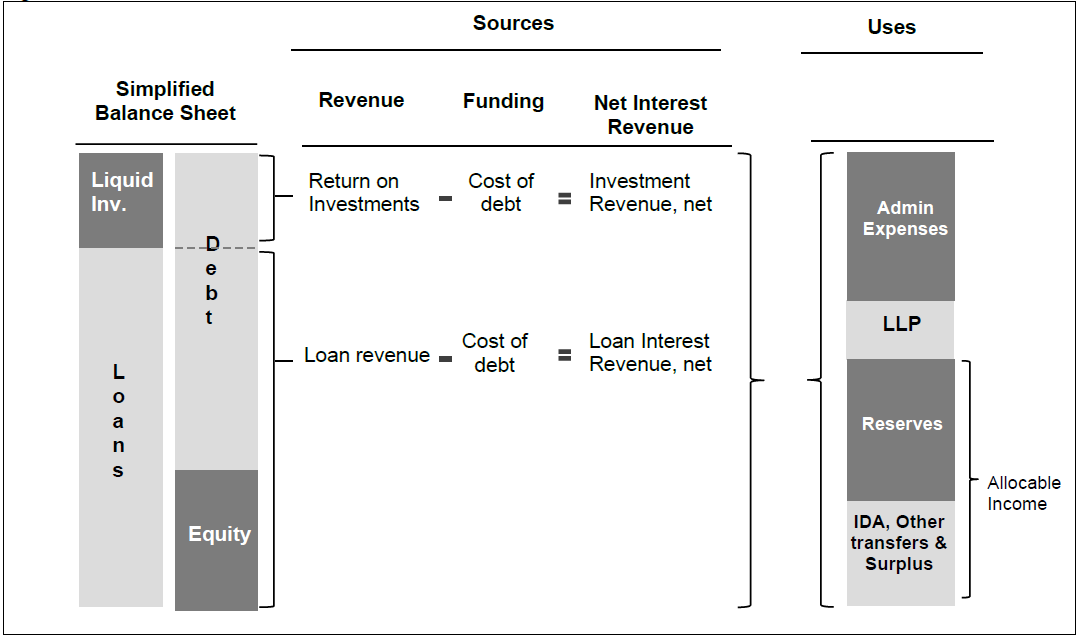 Sources
Uses
Simplified
Balance Sheet
Revenue
Funding
Net Interest
Revenue
Liquid
Inv.
Debt
Loans
Equity
Return on
Investments
-
Cost of
debt
=
Investment
Revenue, net
Loan revenue
-
Cost of
debt
=
Loan Interest
Revenue, net
Admin
Expenses
LLP
Reserves
IDA, Other
transfers &
Surplus
Allocable
Income